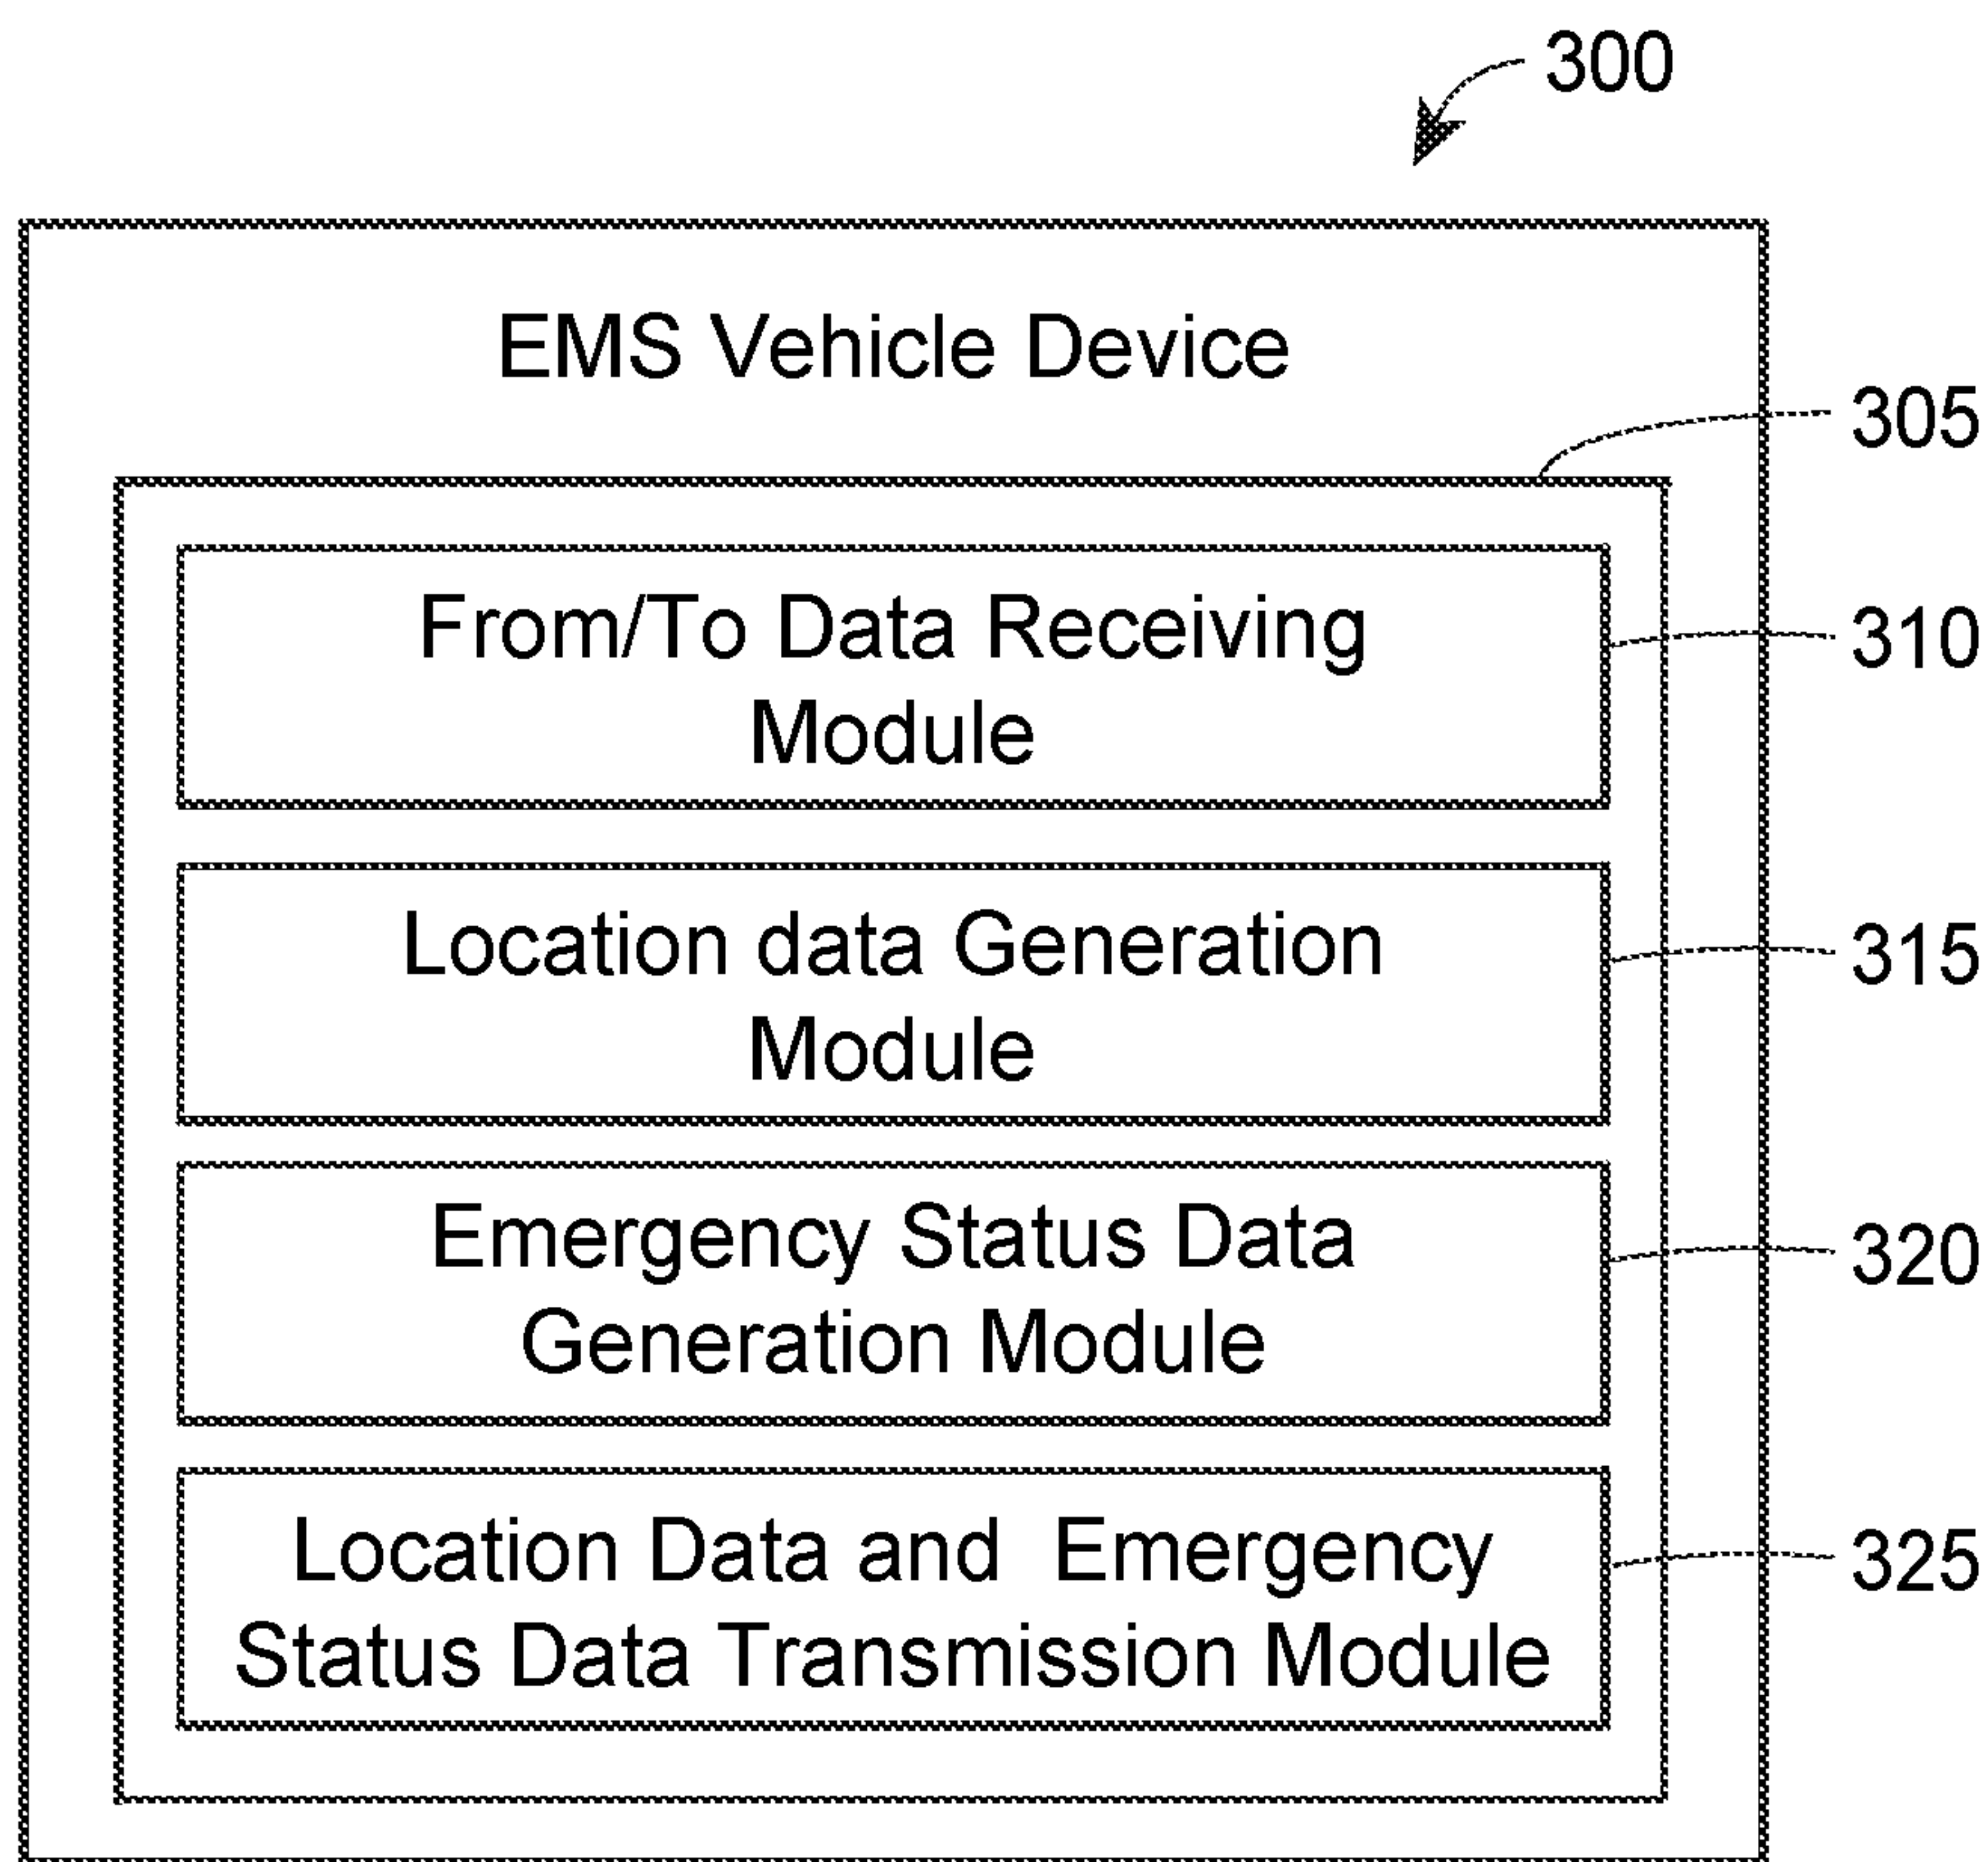 300
EMS Vehicle Device
305
From/To Data Receiving
Module
310
Location data Generation
Module
315
Emergency Status Data
Generation Module
320
Location Data and Emergency
Status Data Transmission Module
325